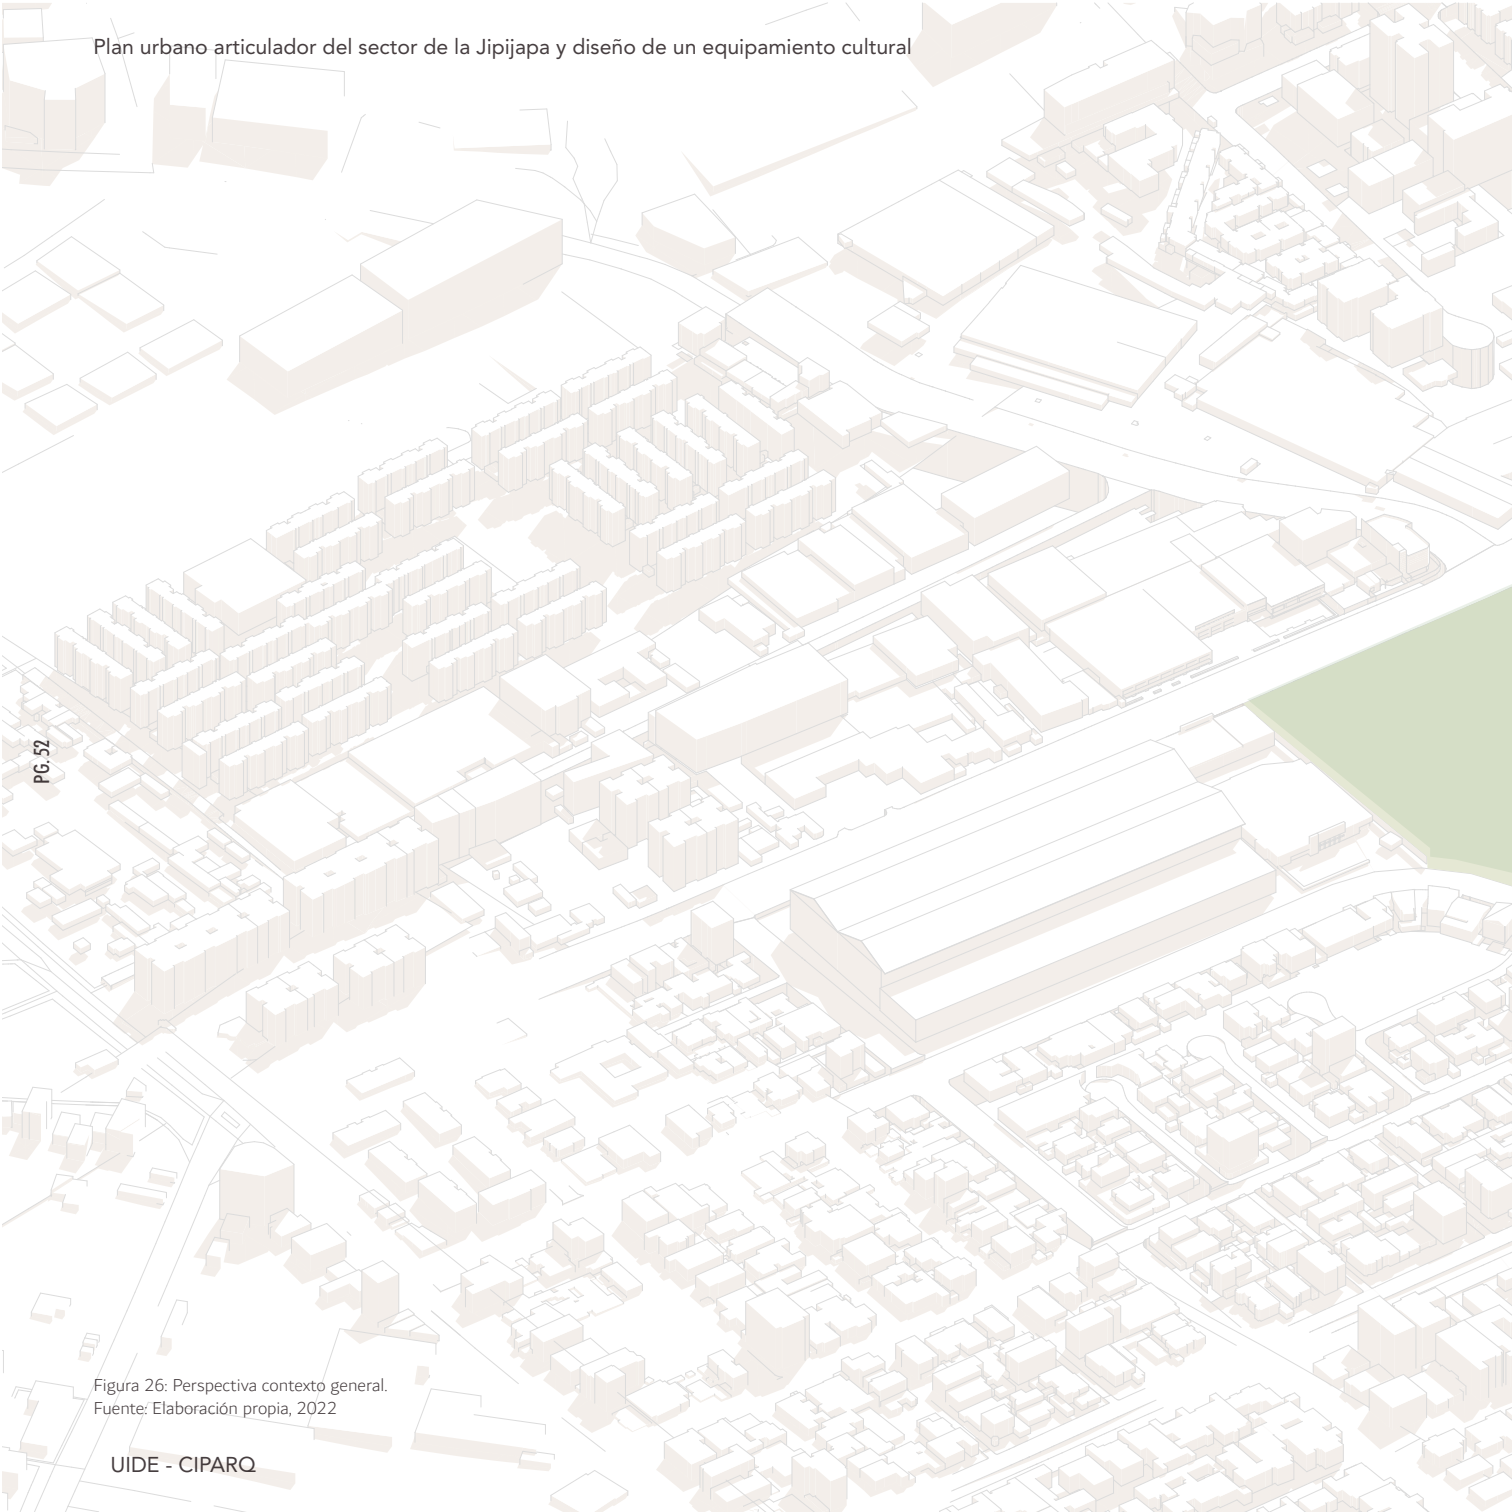 Plan urbano articulador del sector de la Jipijapa y diseño de un equipamiento cultural
PG. 52
Figura 26: Perspectiva contexto general.
Fuente: Elaboración propia, 2022
UIDE - CIPARQ